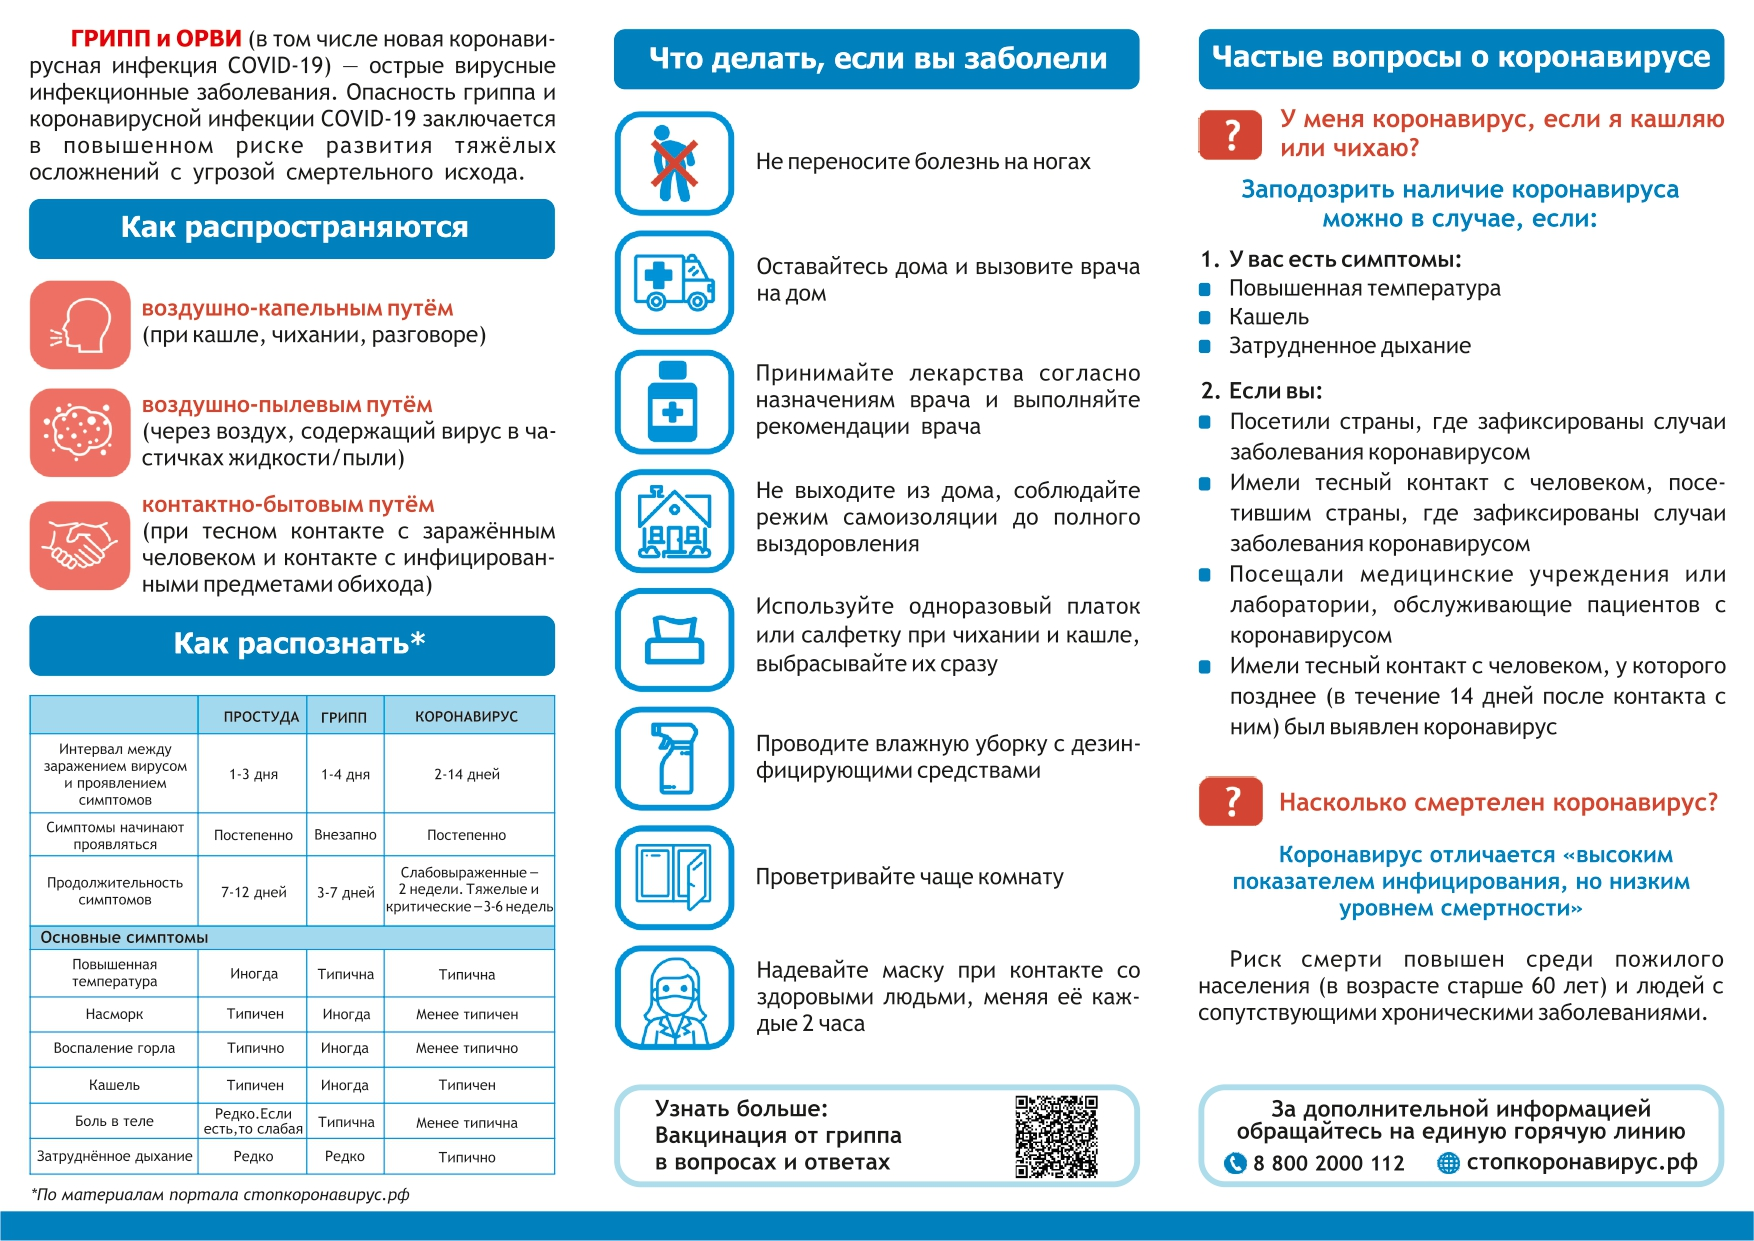 ГРИПП и ОРВИ (в том числе новая коронави-
русная инфекция COVID-19) — острые вирусные
инфекционные заболевания. Опасность гриппа и
коронавирусной инфекции COVID-19 заключается
в повышенном риске развития тяжёлых
осложнений с угрозой смертельного исхода.
Как распространяются
воздушно-капельным путём
(при кашле, чихании, разговоре)
воздушно-пылевым путём
(через воздух, содержащий вирус в ча-
стичках жидкости/пыли)
контактно-бытовым путём
(при тесном контакте с заражённым
человеком и контакте с инфицирован-
ными предметами обихода)
Как распознать*
ПРОСТУДА ГРИПП КОРОНАВИРУС
Интервал между
заражением вирусом
и проявлением
симптомов
1-3 дня 1-4 дня 2-14 дней
Симптомы начинают
проявляться
Постепенно Внезапно Постепенно
Продолжительность
симптомов
7-12 дней 3-7 дней
Слабовыраженные —
2 недели. Тяжелые и
критические — 3-6 недель
Основные симптомы
Повышенная
температура
Иногда Типична Типична
Насморк Типичен Иногда Менее типичен
Воспаление горла Типично Иногда Менее типично
Кашель Типичен Иногда Типичен
Боль в теле
Редко.Если
есть,то слабая
Типична Менее типична
Затруднённое дыхание Редко Редко Типично
*По материалам портала стопкоронавирус.рф
Что делать, если вы заболели
Не переносите болезнь на ногах
Оставайтесь дома и вызовите врача
на дом
Принимайте лекарства согласно
назначениям врача и выполняйте
рекомендации врача
Не выходите из дома, соблюдайте
режим самоизоляции до полного
выздоровления
Используйте одноразовый платок
или салфетку при чихании и кашле,
выбрасывайте их сразу
Проводите влажную уборку с дезин-
фицирующими средствами
Проветривайте чаще комнату
Надевайте маску при контакте со
здоровыми людьми, меняя её каж-
дые 2 часа
Узнать больше:
Вакцинация от гриппа
в вопросах и ответах
Частые вопросы о коронавирусе
? У меня коронавирус, если я кашляю
или чихаю?
Заподозрить наличие коронавируса
можно в случае, если:
1. У вас есть симптомы:
Повышенная температура
Кашель
Затрудненное дыхание
2. Если вы:
Посетили страны, где зафиксированы случаи
заболевания коронавирусом
Имели тесный контакт с человеком, посе-
тившим страны, где зафиксированы случаи
заболевания коронавирусом
Посещали медицинские учреждения или
лаборатории, обслуживающие пациентов с
коронавирусом
Имели тесный контакт с человеком, у которого
позднее (в течение 14 дней после контакта с
ним) был выявлен коронавирус
? Насколько смертелен коронавирус?
Коронавирус отличается «высоким
показателем инфицирования, но низким
уровнем смертности»
Риск смерти повышен среди пожилого
населения (в возрасте старше 60 лет) и людей с
сопутствующими хроническими заболеваниями.
За дополнительной информацией
обращайтесь на единую горячую линию
8 800 2000 112 стопкоронавирус.рф